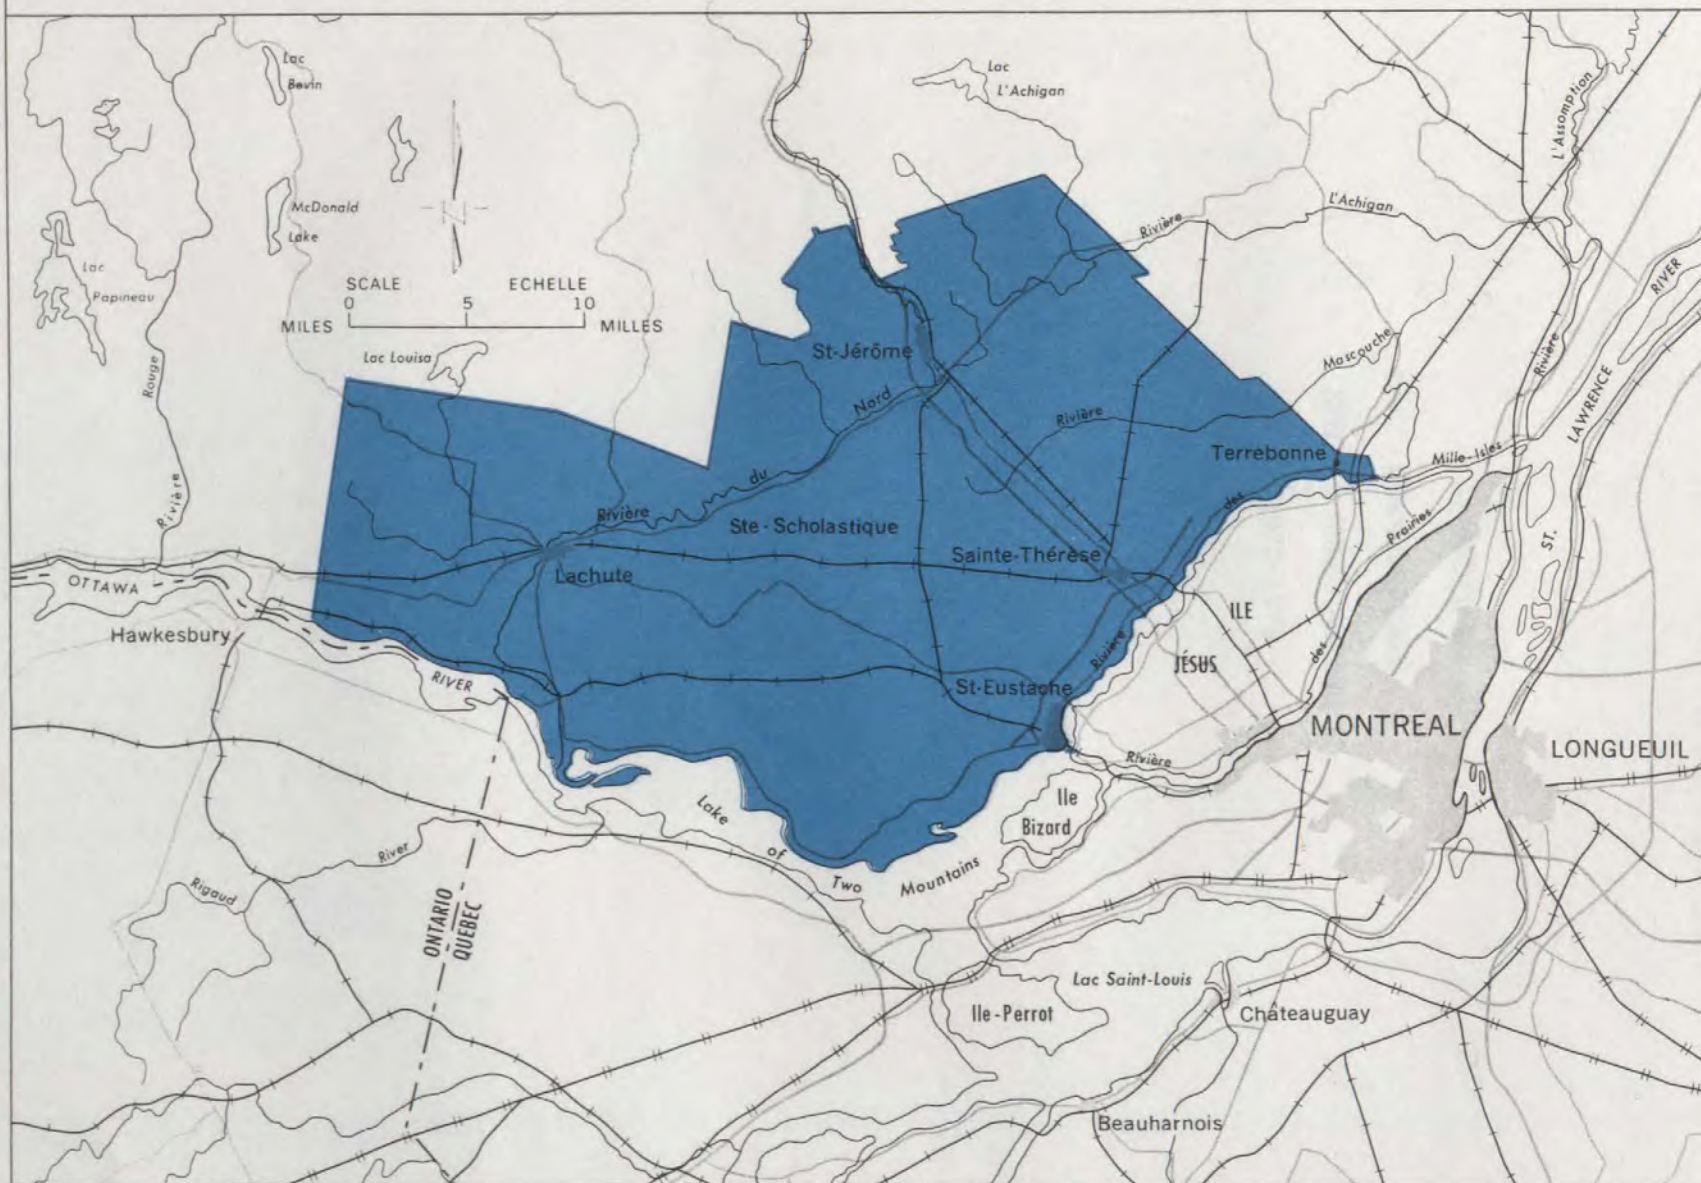 Lac
Bevin
Lac
L'Achigan
L'Assomption
McDonald
Lake
N
Rivière
L'Achigan
Lac
Papineau
SCALE
ECHELLE
0
5
10
MILES
MILLES
RIVER
Lac Louisa
St-Jérôme
Mascouche
Rivière
Rouge
Nord
Rivière
LAWRENCE
Terrebonne
Mille-Isles
du
des
Rivière
Rivière
Ste-Scholastique
Prairies
ST.
Sainte-Thérèse
Lachute
OTTAWA
ILE
Hawkesbury
Rivière
des
JÉSUS
RIVER
St-Eustache
MONTREAL
LONGUEUIL
Rivière
Lake
Ile
Bizard
of
River
Two
Mountains
Rigaud
ONTARIO
QUEBEC
Lac Saint-Louis
Ile-Perrot
Châteauguay
Beauharnois